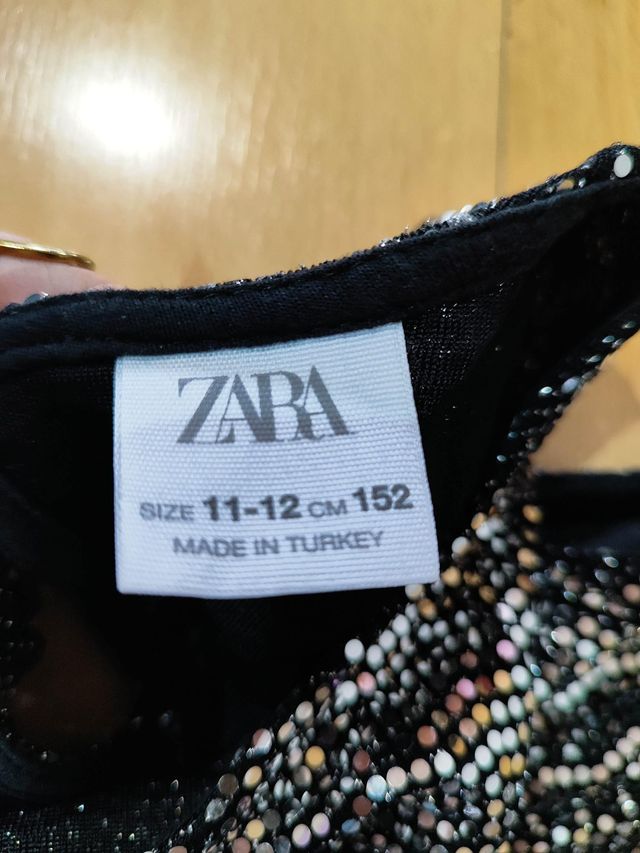 ZARA
SIZE 11-12 CM 152
MADE IN TURKEY